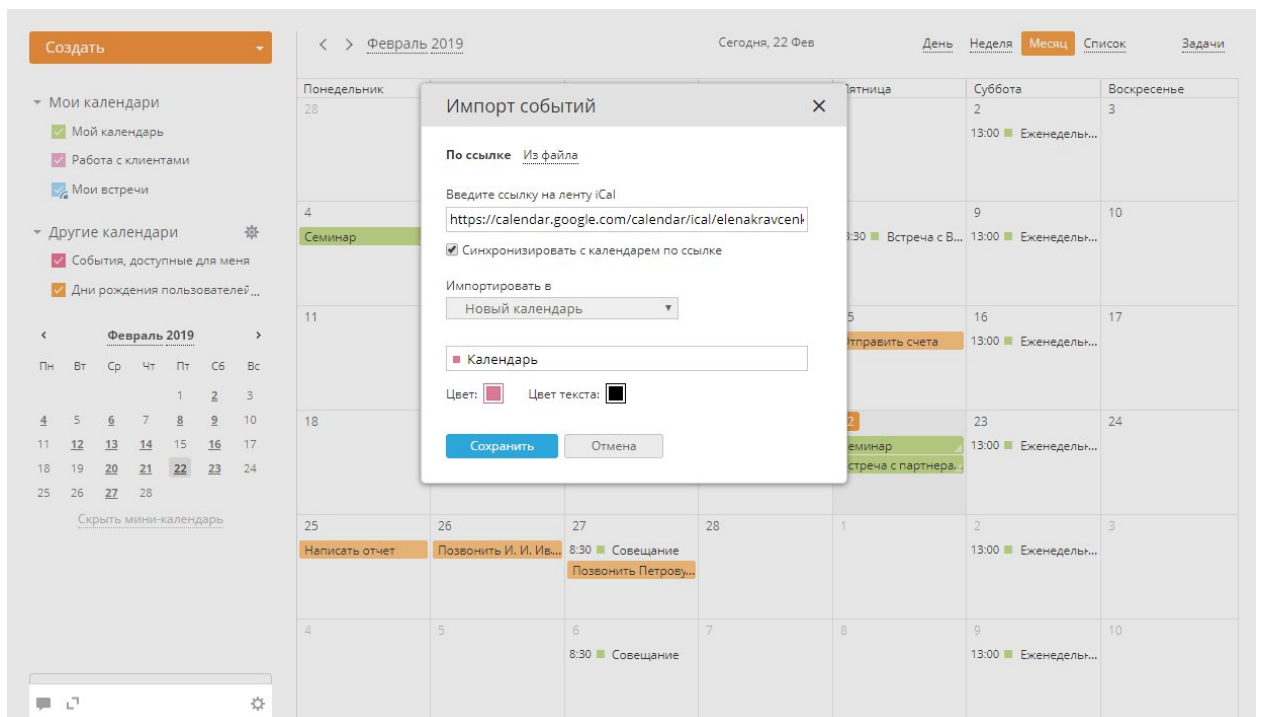 Создать
Февраль 2019
Сегодня, 22 Фев
День Неделя Месяц Список Задачи
Мои календари
Мой календарь
Работа с клиентами
Мои встречи
Другие календари
События, доступные для меня
Дни рождения пользователей...
Февраль 2019
Пн Вт Ср Чт Пт Сб Вс
1 2 3
4 5 6 7 8 9 10
11 12 13 14 15 16 17
18 19 20 21 22 23 24
25 26 27 28
Скрыть мини-календарь
Понедельник Суббота Воскресенье
28 2 3
13:00 Еженедельн...
4 9 10
Семинар Встреча с В... 13:00 Еженедельн...
11 16 17
счета 13:00 Еженедельн...
18 23 24
13:00 Еженедельн...
с
25 26 27 28 1 2 3
Написать отчет Позвонить И. И. Ив... 8:30 Совещание 13:00 Еженедельн...
Позвонить Петрову...
4 5 6 7 8 9 10
8:30 Совещание 13:00 Еженедельн...
Импорт событий
По ссылке Из файла
Введите ссылку на ленту iCal
https://calendar.google.com/calendar/ical/elenakravcenk
Синхронизировать с календарем по ссылке
Импортировать в
Новый календарь
Календарь
Цвет: Цвет текста:
Сохранить Отмена